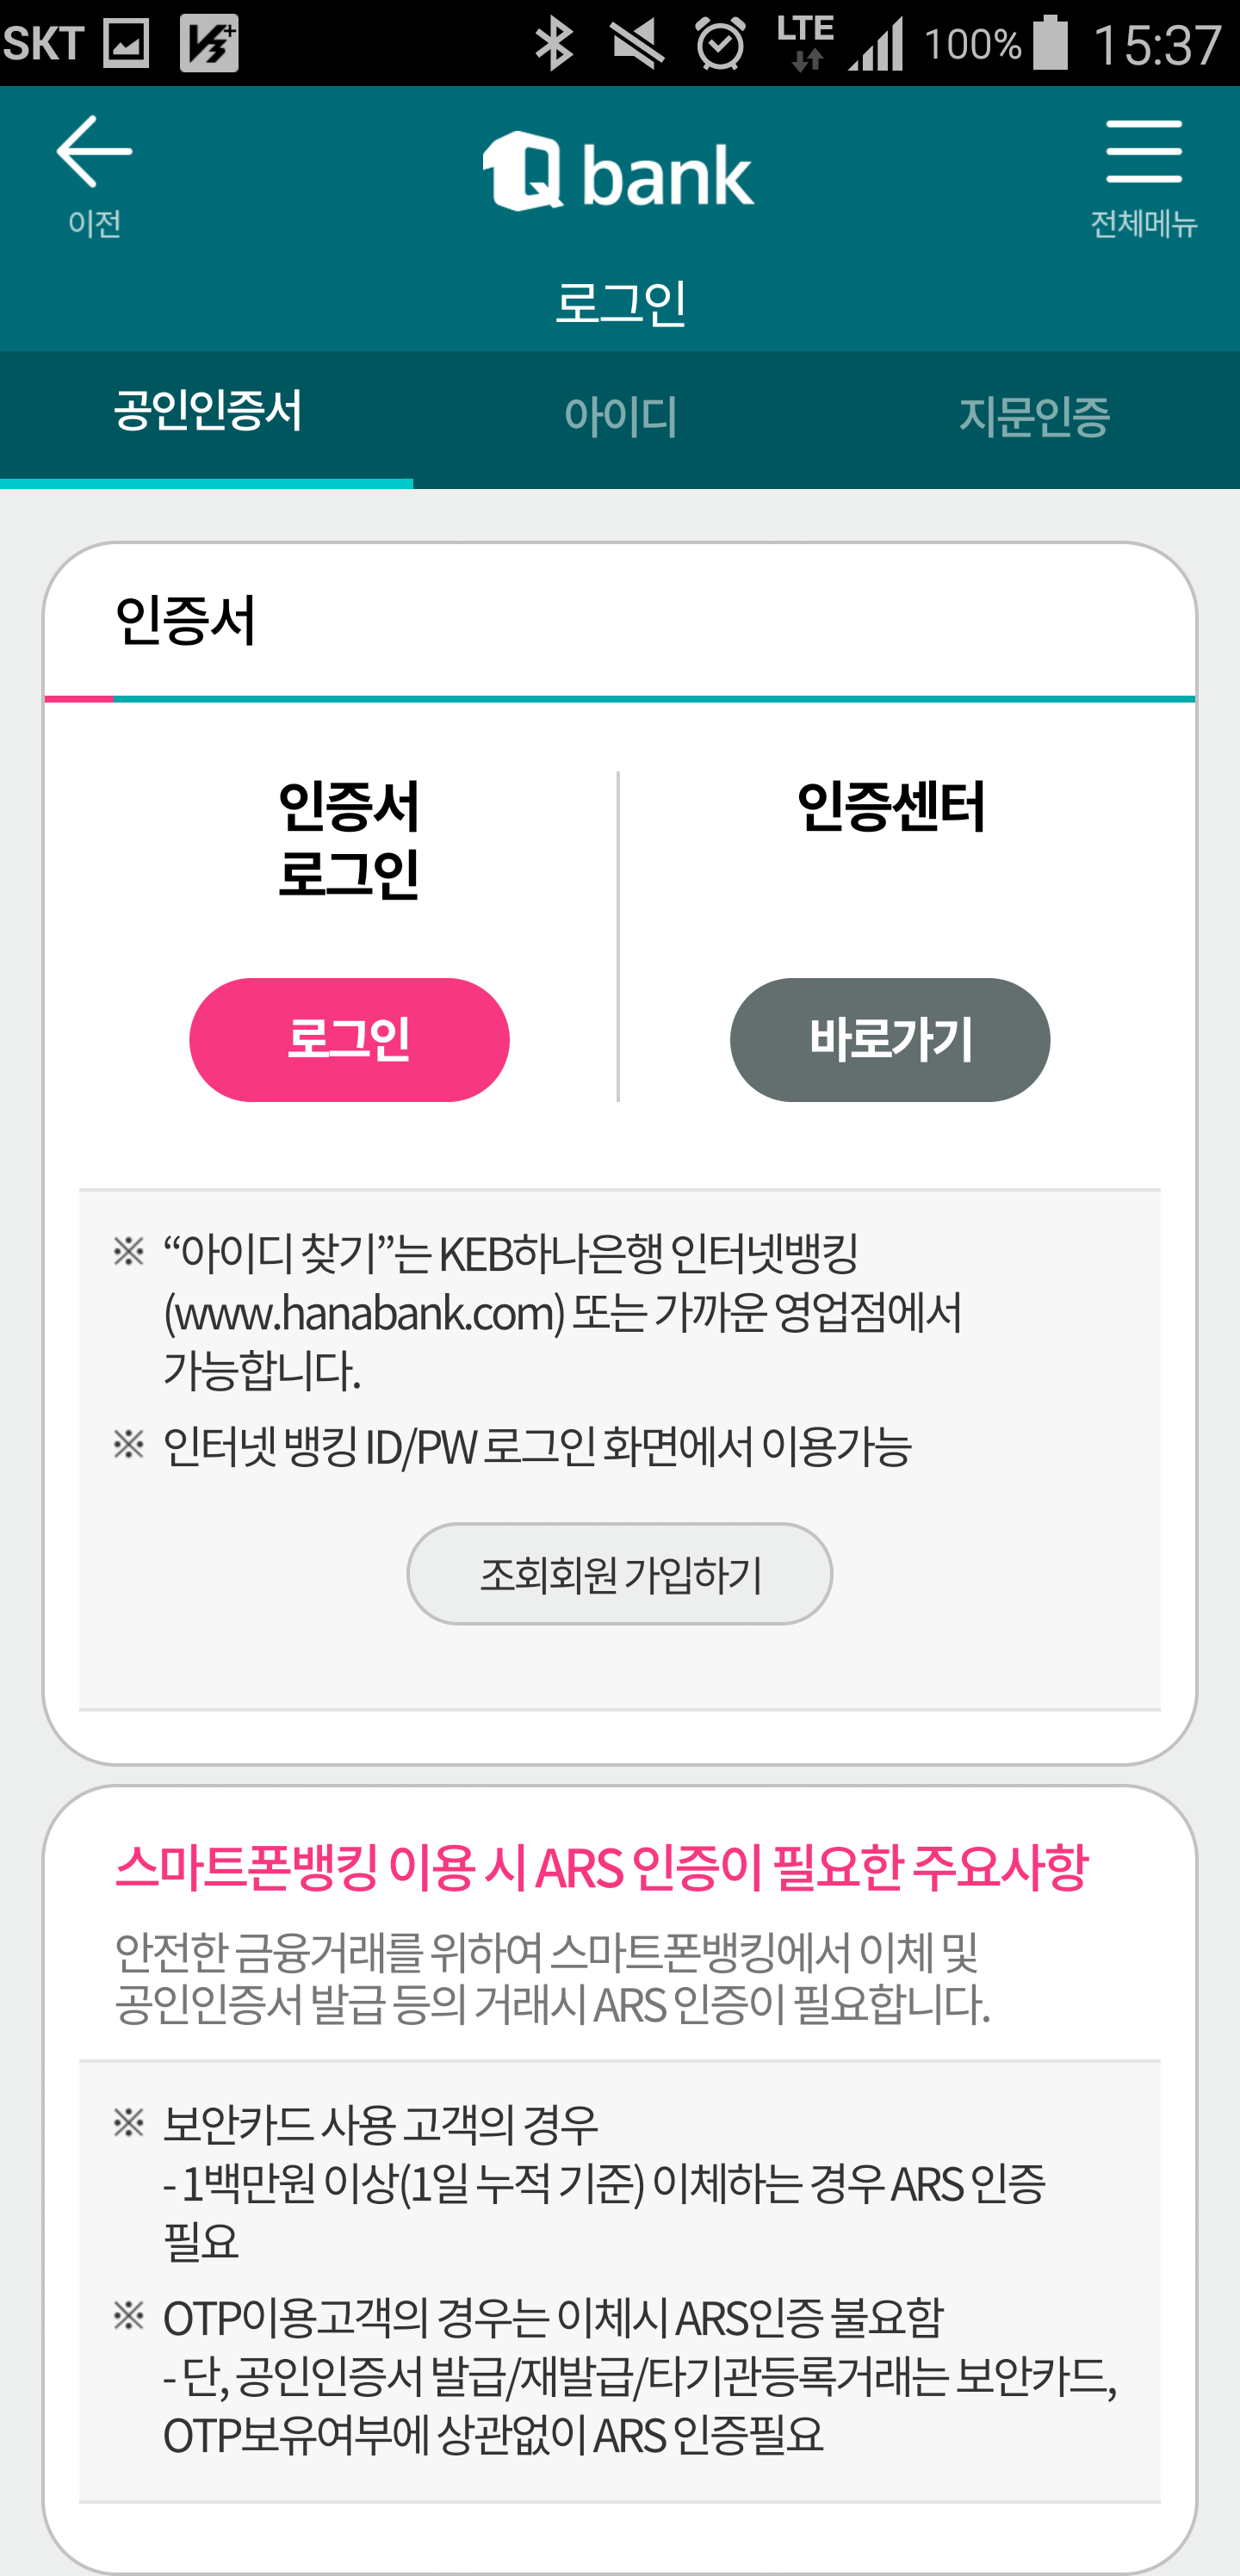 SKT LTE 100% 15:37
이전
1Q bank
전체메뉴
로그인
공인인증서 아이디 지문인증
인증서
인증서
로그인
인증센터
로그인
바로가기
※ “아이디 찾기”는 KEB하나은행 인터넷뱅킹
(www.hanabank.com) 또는 가까운 영업점에서
가능합니다.
※ 인터넷 뱅킹 ID/PW 로그인 화면에서 이용가능
조회회원 가입하기
스마트폰뱅킹 이용 시 ARS 인증이 필요한 주요사항
안전한 금융거래를 위하여 스마트폰뱅킹에서 이체 및
공인인증서 발급 등의 거래시 ARS 인증이 필요합니다.
※ 보안카드 사용 고객의 경우
- 1백만원 이상(1일 누적 기준) 이체하는 경우 ARS 인증
필요
※ OTP이용고객의 경우는 이체시 ARS인증 불요함
- 단, 공인인증서 발급/재발급/타기관등록거래는 보안카드,
OTP보유여부에 상관없이 ARS 인증필요